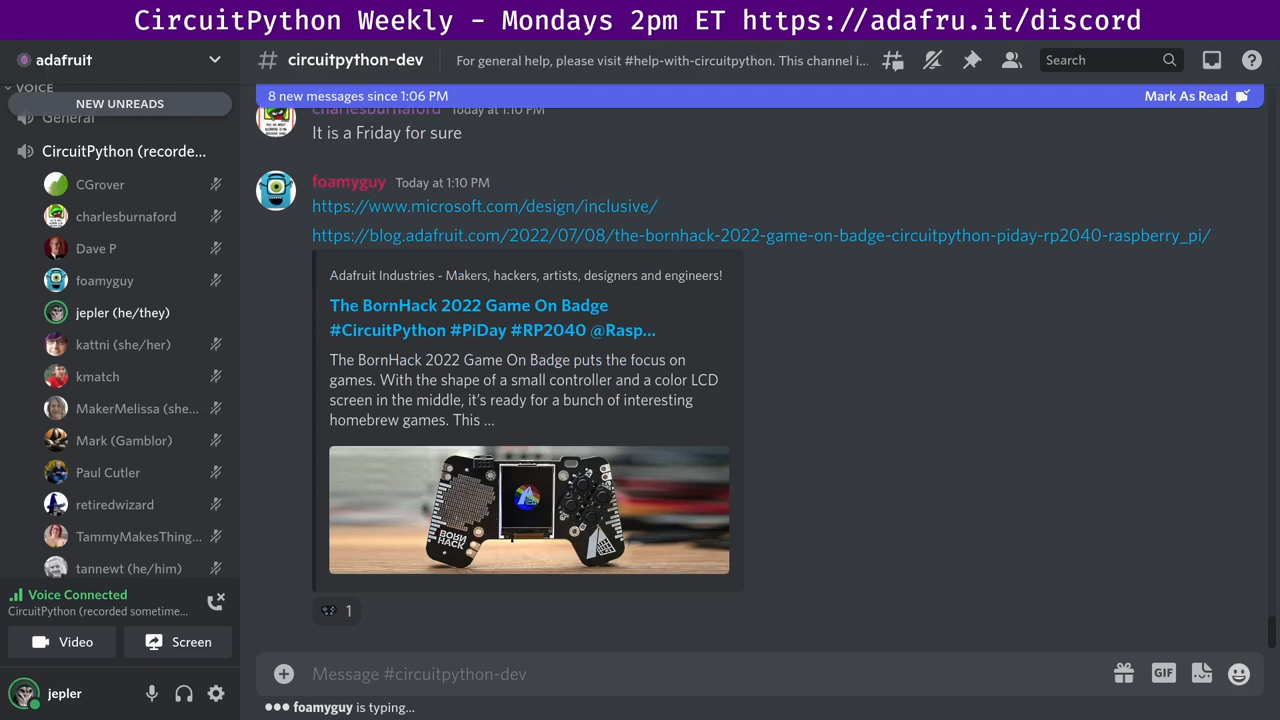 CircuitPython Weekly - Mondays 2pm ET https://adafru.it/discord
adafruit
VOICE
NEW UNREADS
General
CircuitPython (recorde...
CGrover
charlesburnaford
Dave P
foamyguy
jepler (he/they)
kattni (she/her)
kmatch
MakerMelissa (she...
Mark (Gamblor)
Paul Cutler
retiredwizard
TammyMakesThing...
tannewt (he/him)
Voice Connected
CircuitPython (recorded sometime...
Video
Screen
jepler
# circuitpython-dev
For general help, please visit #help-with-circuitpython. This channel i...
Search
8 new messages since 1:06 PM
Mark As Read
charlesburnaford Today at 1:10 PM
It is a Friday for sure
foamyguy Today at 1:10 PM
https://www.microsoft.com/design/inclusive/
https://blog.adafruit.com/2022/07/08/the-bornhack-2022-game-on-badge-circuitpython-piday-rp2040-raspberry_pi/
Adafruit Industries - Makers, hackers, artists, designers and engineers!
The BornHack 2022 Game On Badge
#CircuitPython #PiDay #RP2040 @Rasp...
The BornHack 2022 Game On Badge puts the focus on
games. With the shape of a small controller and a color LCD
screen in the middle, it's ready for a bunch of interesting
homebrew games. This ...
BORN
HACK
1
Message #circuitpython-dev
GIF
foamyguy is typing...